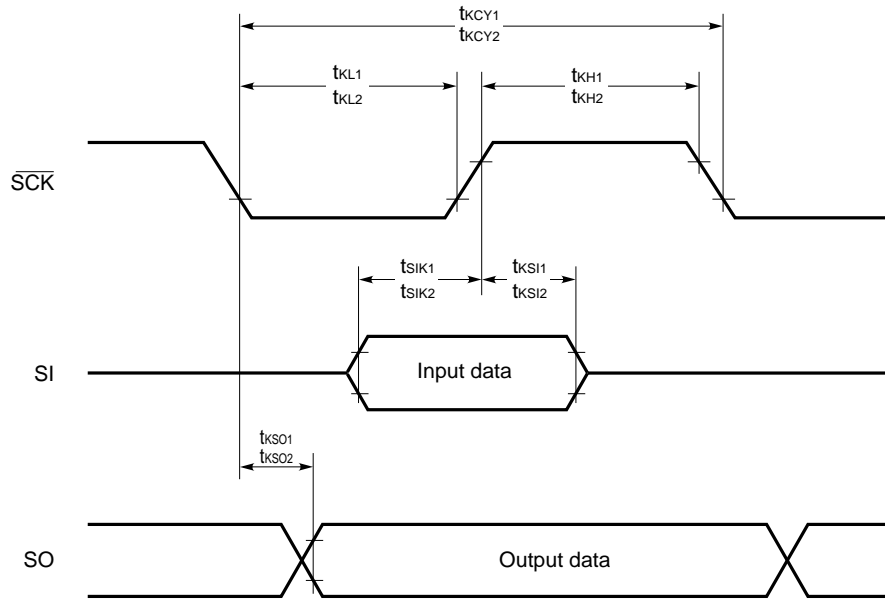 tKCY1
tKCY2
tKL1
tKL2
tKH1
tKH2
SCK
tSIK1
tSIK2
tKSI1
tKSI2
SI
Input data
tKSO1
tKSO2
SO
Output data